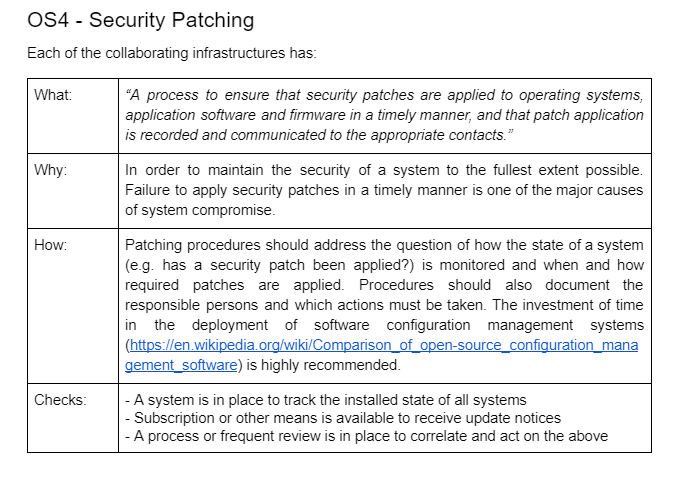 OS4 - Security Patching
Each of the collaborating infrastructures has:
What:
“A process to ensure that security patches are applied to operating systems,
application software and firmware in a timely manner, and that patch application
is recorded and communicated to the appropriate contacts.”
Why:
In order to maintain the security of a system to the fullest extent possible.
Failure to apply security patches in a timely manner is one of the major causes
of system compromise.
How:
Patching procedures should address the question of how the state of a system
(e.g. has a security patch been applied?) is monitored and when and how
required patches are applied. Procedures should also document the
responsible persons and which actions must be taken. The investment of time
in the deployment of software configuration management systems
(https://en.wikipedia.org/wiki/Comparison_of_open-source_configuration_mana
gement_software) is highly recommended.
Checks:
- A system is in place to track the installed state of all systems
- Subscription or other means is available to receive update notices
- A process or frequent review is in place to correlate and act on the above